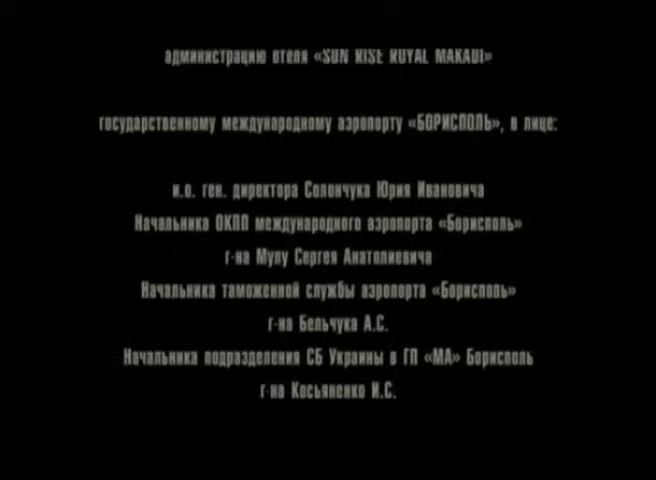 администрацию отеля «SUN RISE ROYAL MAKADI»
государственному международному аэропорту «БОРИСПОЛЬ», в лице:
и.о. ген. директора Солончука Юрия Ивановича
Начальника ОКПП международного аэропорта «Борисполь»
г-на Мулу Сергея Анатолиевича
Начальника таможенной службы аэропорта «Борисполь»
г-на Бельчука А.С.
Начальника подразделения СБ Украины в ГП «МА» Борисполь
г-на Косьяненко И.С.